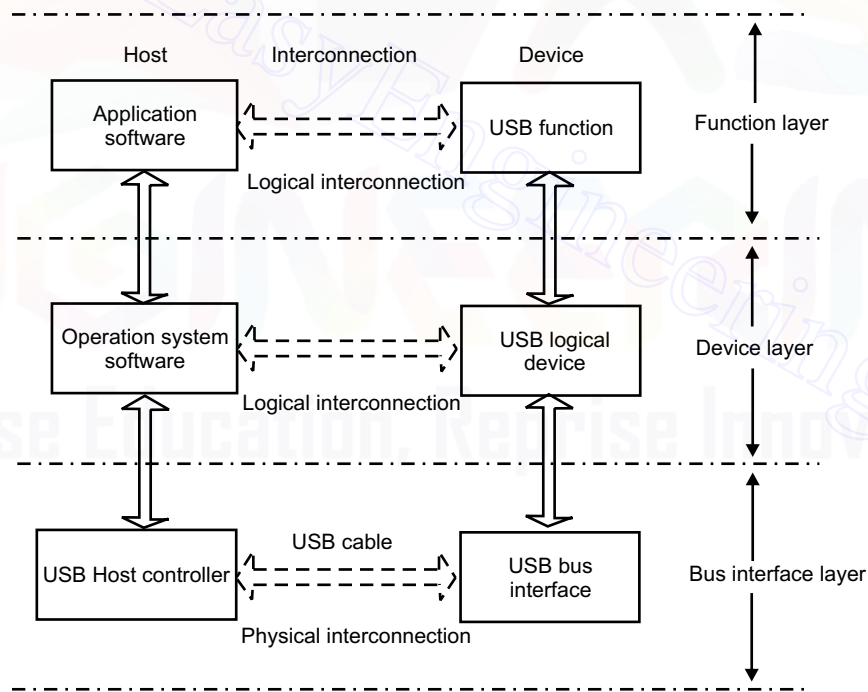 Host Interconnection Device
Application
software
USB function
Function layer
Logical interconnection
Operation system
software
USB logical
device
Device layer
Logical interconnection
USB Host controller
USB cable
USB bus
interface
Bus interface layer
Physical interconnection
EasyEngineering